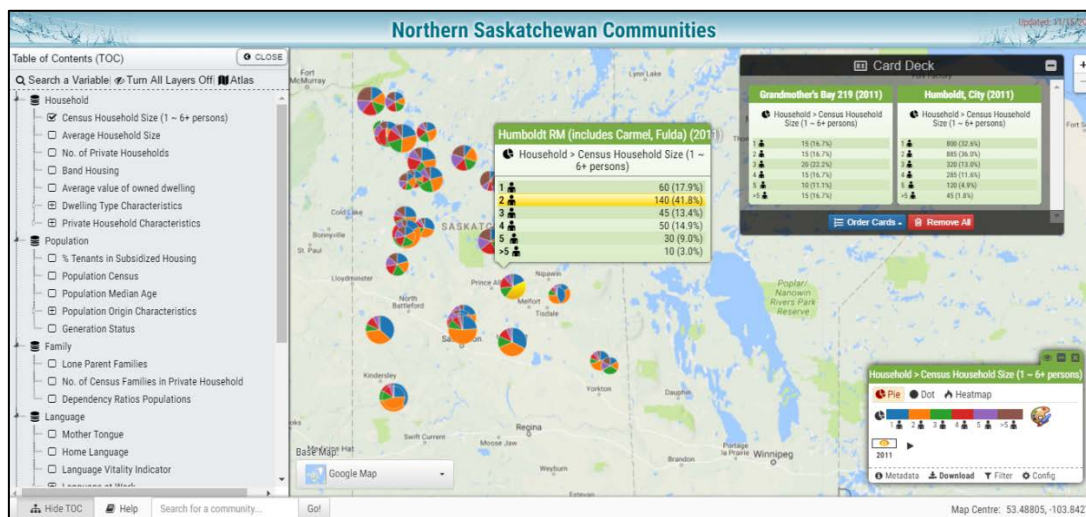 Northern Saskatchewan Communities
Table of Contents (TOC)
CLOSE
Search a Variable
Turn All Layers Off
Atlas
Household
Census Household Size (1 ~ 6+ persons)
Average Household Size
No. of Private Households
Band Housing
Average value of owned dwelling
Dwelling Type Characteristics
Private Household Characteristics
Population
% Tenants in Subsidized Housing
Population Census
Population Median Age
Population Origin Characteristics
Generation Status
Family
Lone Parent Families
No. of Census Families in Private Household
Dependency Ratios Populations
Language
Mother Tongue
Home Language
Language Vitality Indicator
Language at Work
Hide TOC
Help
Search for a community...
Go!
Fort
McMurray
Lynn Lake
Cold Lake
Bonnyville
St. Paul
Lloydminster
North
Battleford
Nipawin
Melfort
Tisdale
Kindersley
Yorkton
Dauphin
Regina
Swift Current
Moose Jaw
Weyburn
Estevan
Brandon
Portage
la Prairie
Winnipeg
Poplar/
Nanowin
Rivers Park
Reserve
Humboldt RM (includes Carmel, Fulda) (2011)
Household > Census Household Size (1 ~
6+ persons)
1 60 (17.9%)
2 140 (41.8%)
3 45 (13.4%)
4 50 (14.9%)
5 30 (9.0%)
>5 10 (3.0%)
Card Deck
Grandmother's Bay 219 (2011)
Household > Census Household
Size (1 ~ 6+ persons)
1 15 (16.7%)
2 15 (16.7%)
3 20 (22.2%)
4 15 (16.7%)
5 10 (11.1%)
>5 15 (16.7%)
Humboldt, City (2011)
Household > Census Household
Size (1 ~ 6+ persons)
1 800 (32.6%)
2 885 (36.0%)
3 320 (13.0%)
4 285 (11.6%)
5 120 (4.9%)
>5 45 (1.8%)
Order Cards
Remove All
Base Map:
Google Map
Household > Census Household Size (1 ~ 6+ persons)
Pie
Dot
Heatmap
1 2 3 4 5 >5
2011
Metadata
Download
Filter
Config
Map Centre: 53.48805, -103.842